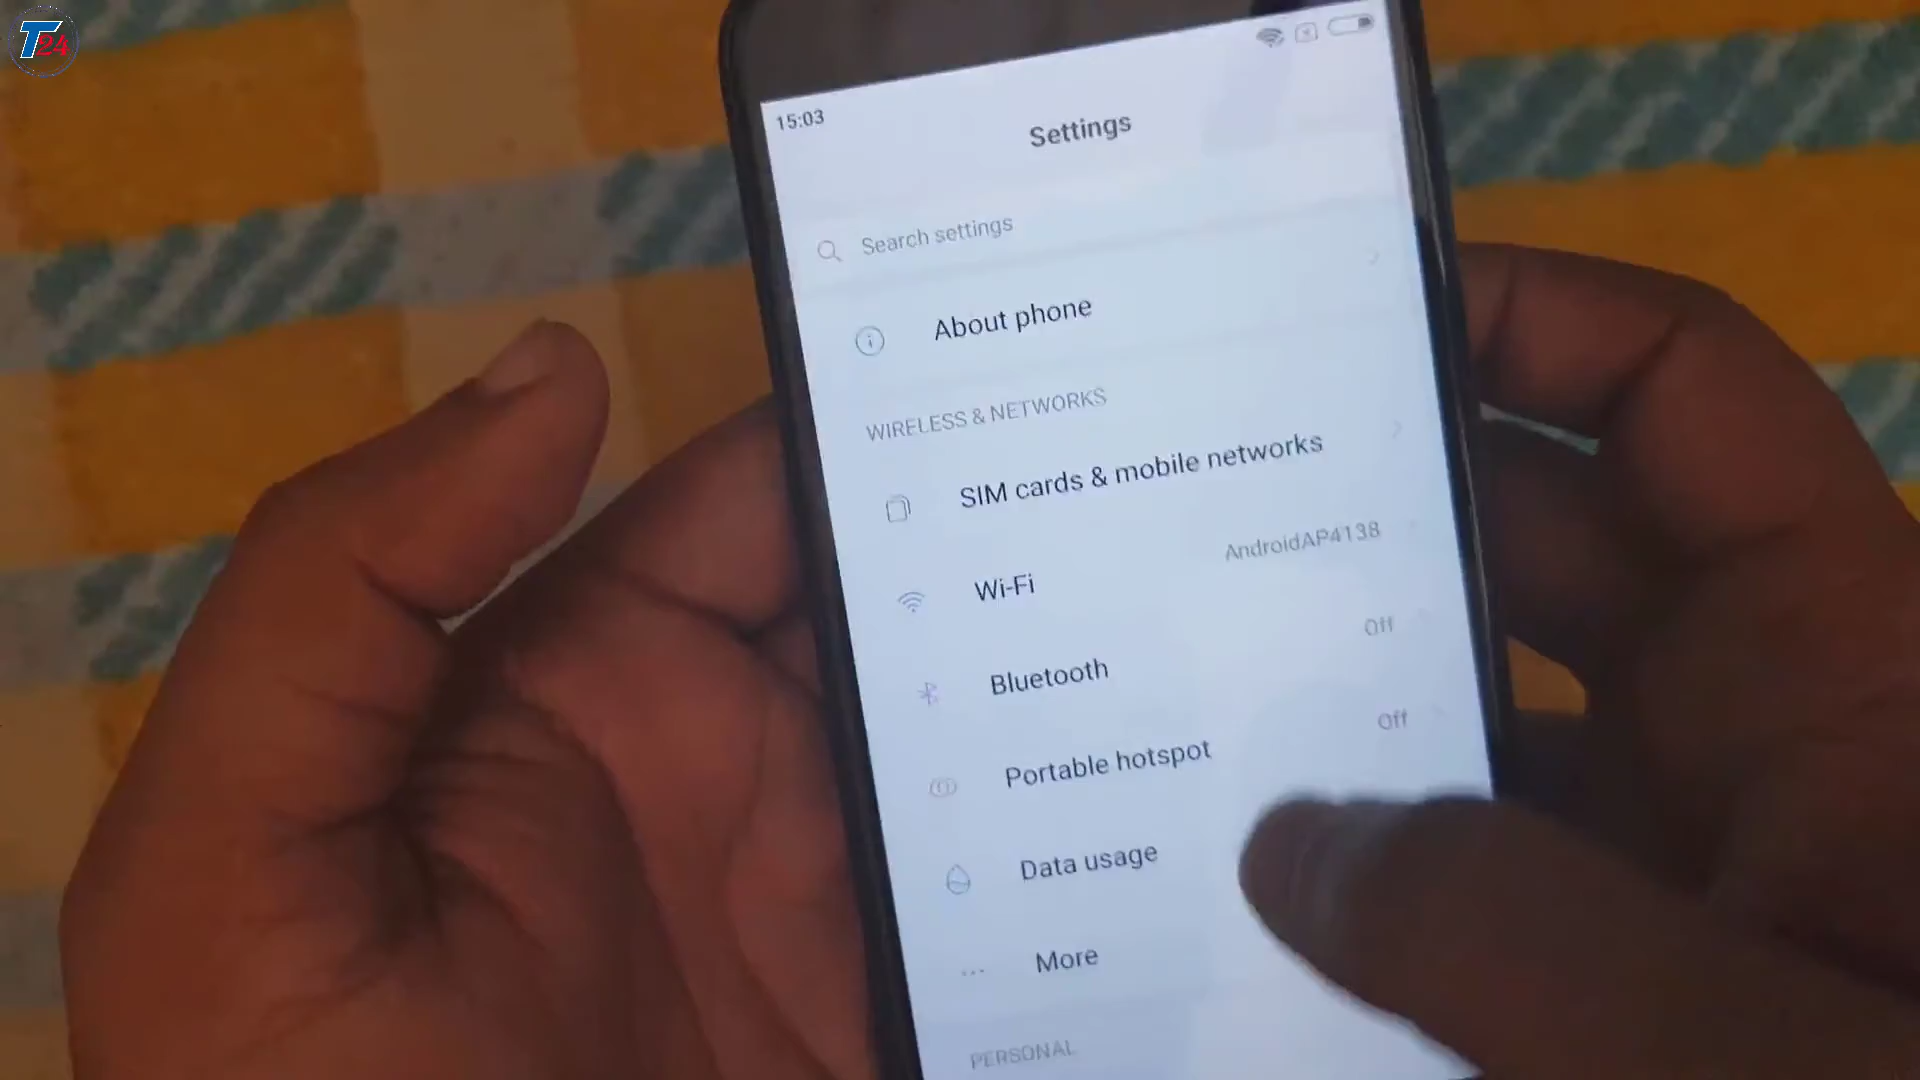 T24
15:03
Settings
Search settings
About phone
WIRELESS & NETWORKS
SIM cards & mobile networks
Wi-Fi AndroidAP4138
Bluetooth Off
Portable hotspot Off
Data usage
More
PERSONAL